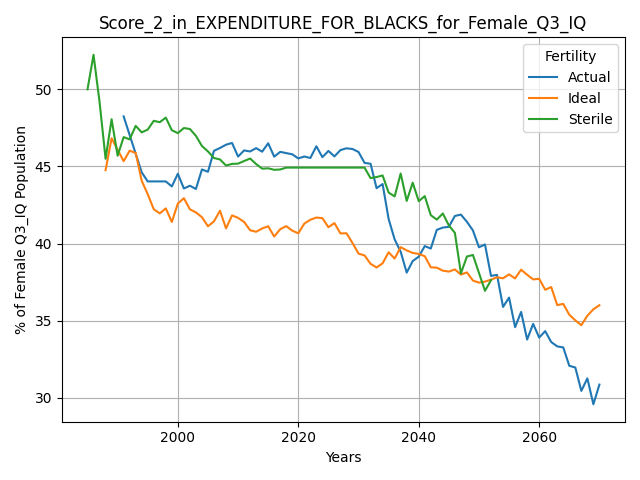 Score_2_in_EXPENDITURE_FOR_BLACKS_for_Female_Q3_IQ
% of Female Q3_IQ Population
50
45
40
35
30
Fertility
Actual
Ideal
Sterile
2000
2020
2040
2060
Years